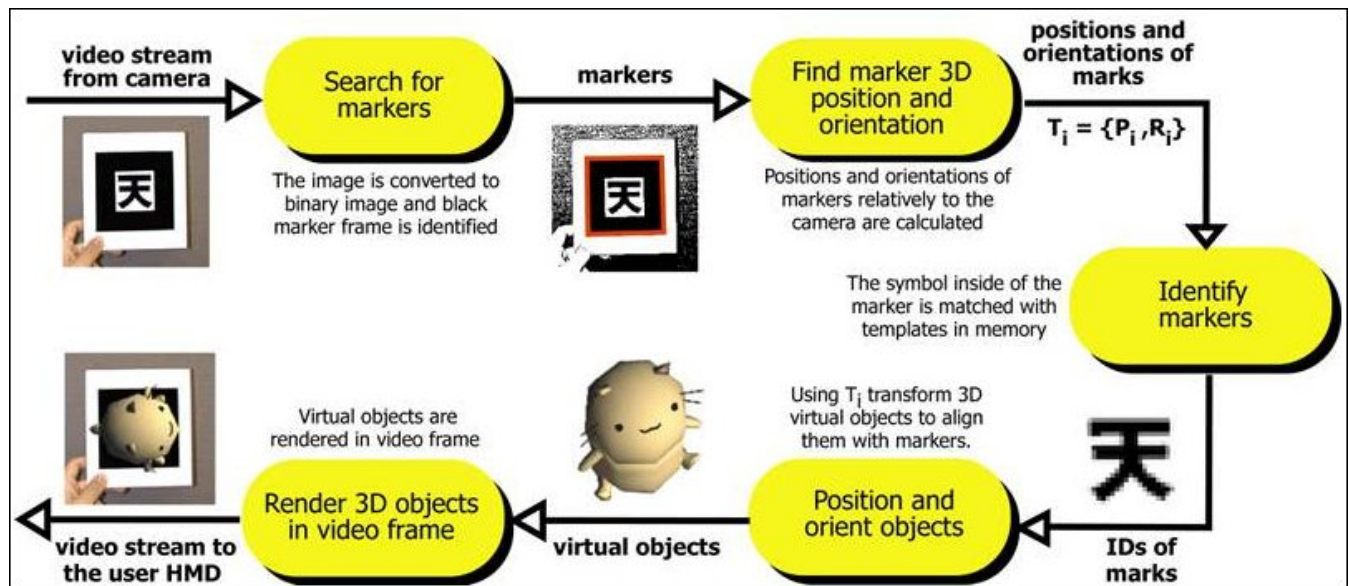 video stream
from camera
Search for
markers
The image is converted to
binary image and black
marker frame is identified
天
markers
天
Find marker 3D
position and
orientation
Positions and orientations of
markers relatively to the
camera are calculated
positions and
orientations of
marks
Tᵢ = {Pᵢ ,Rᵢ}
Identify
markers
The symbol inside of the
marker is matched with
templates in memory
天
IDs of
marks
Using Tᵢ transform 3D
virtual objects to align
them with markers.
Position and
orient objects
virtual objects
Virtual objects are
rendered in video frame
Render 3D objects
in video frame
video stream to
the user HMD